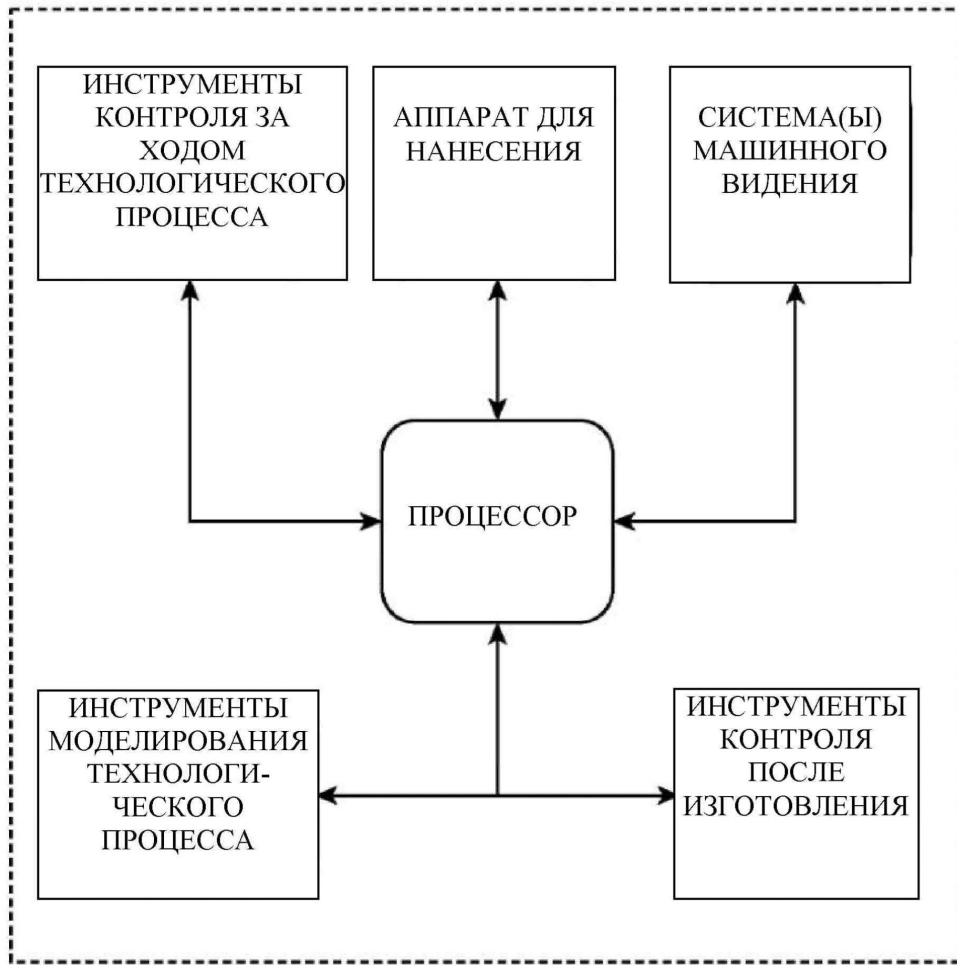 ИНСТРУМЕНТЫ
КОНТРОЛЯ ЗА
ХОДОМ
ТЕХНОЛОГИЧЕСКОГО
ПРОЦЕССА
АППАРАТ ДЛЯ
НАНЕСЕНИЯ
СИСТЕМА(Ы)
МАШИННОГО
ВИДЕНИЯ
ПРОЦЕССОР
ИНСТРУМЕНТЫ
МОДЕЛИРОВАНИЯ
ТЕХНОЛОГИ-
ЧЕСКОГО
ПРОЦЕССА
ИНСТРУМЕНТЫ
КОНТРОЛЯ
ПОСЛЕ
ИЗГОТОВЛЕНИЯ